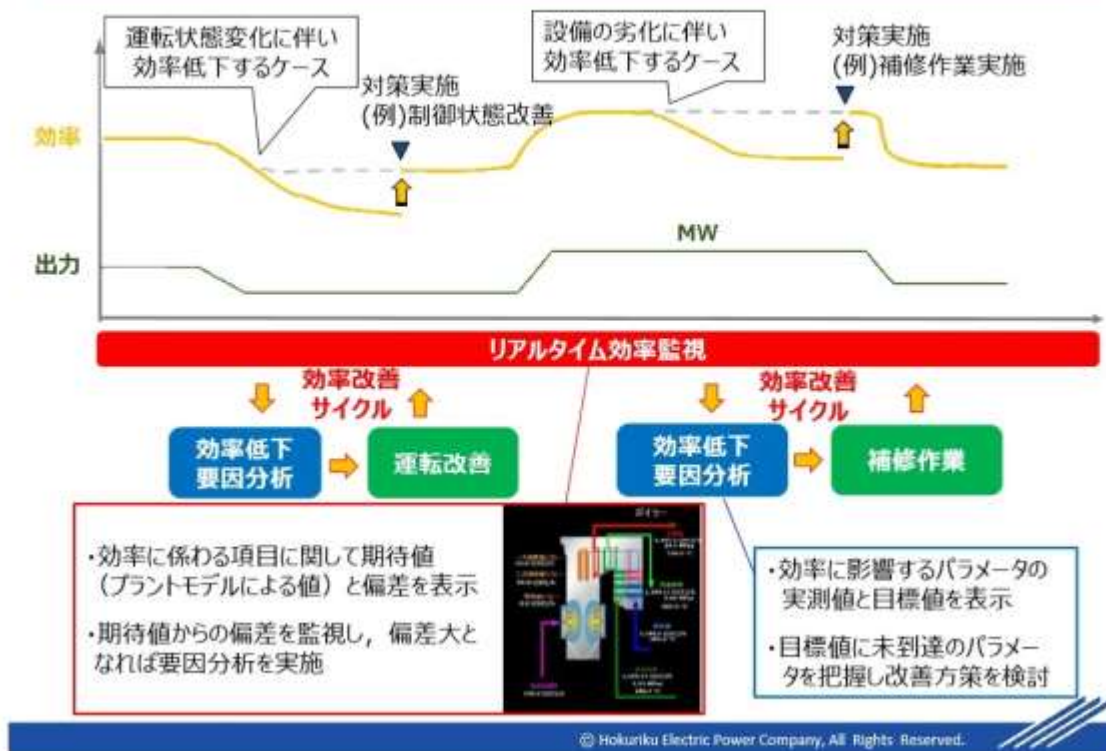 運転状態変化に伴い
効率低下するケース
対策実施
(例)制御状態改善
設備の劣化に伴い
効率低下するケース
対策実施
(例)補修作業実施
効率
出力
MW
リアルタイム効率監視
効率改善
サイクル
効率低下
要因分析
運転改善
効率改善
サイクル
効率低下
要因分析
補修作業
・効率に係わる項目に関して期待値
(プラントモデルによる値)と偏差を表示
・期待値からの偏差を監視し,偏差大と
なれば要因分析を実施
ボイラー
・効率に影響するパラメータの
実測値と目標値を表示
・目標値に未到達のパラメー
タを把握し改善方策を検討
© Hokuriku Electric Power Company, All Rights Reserved.